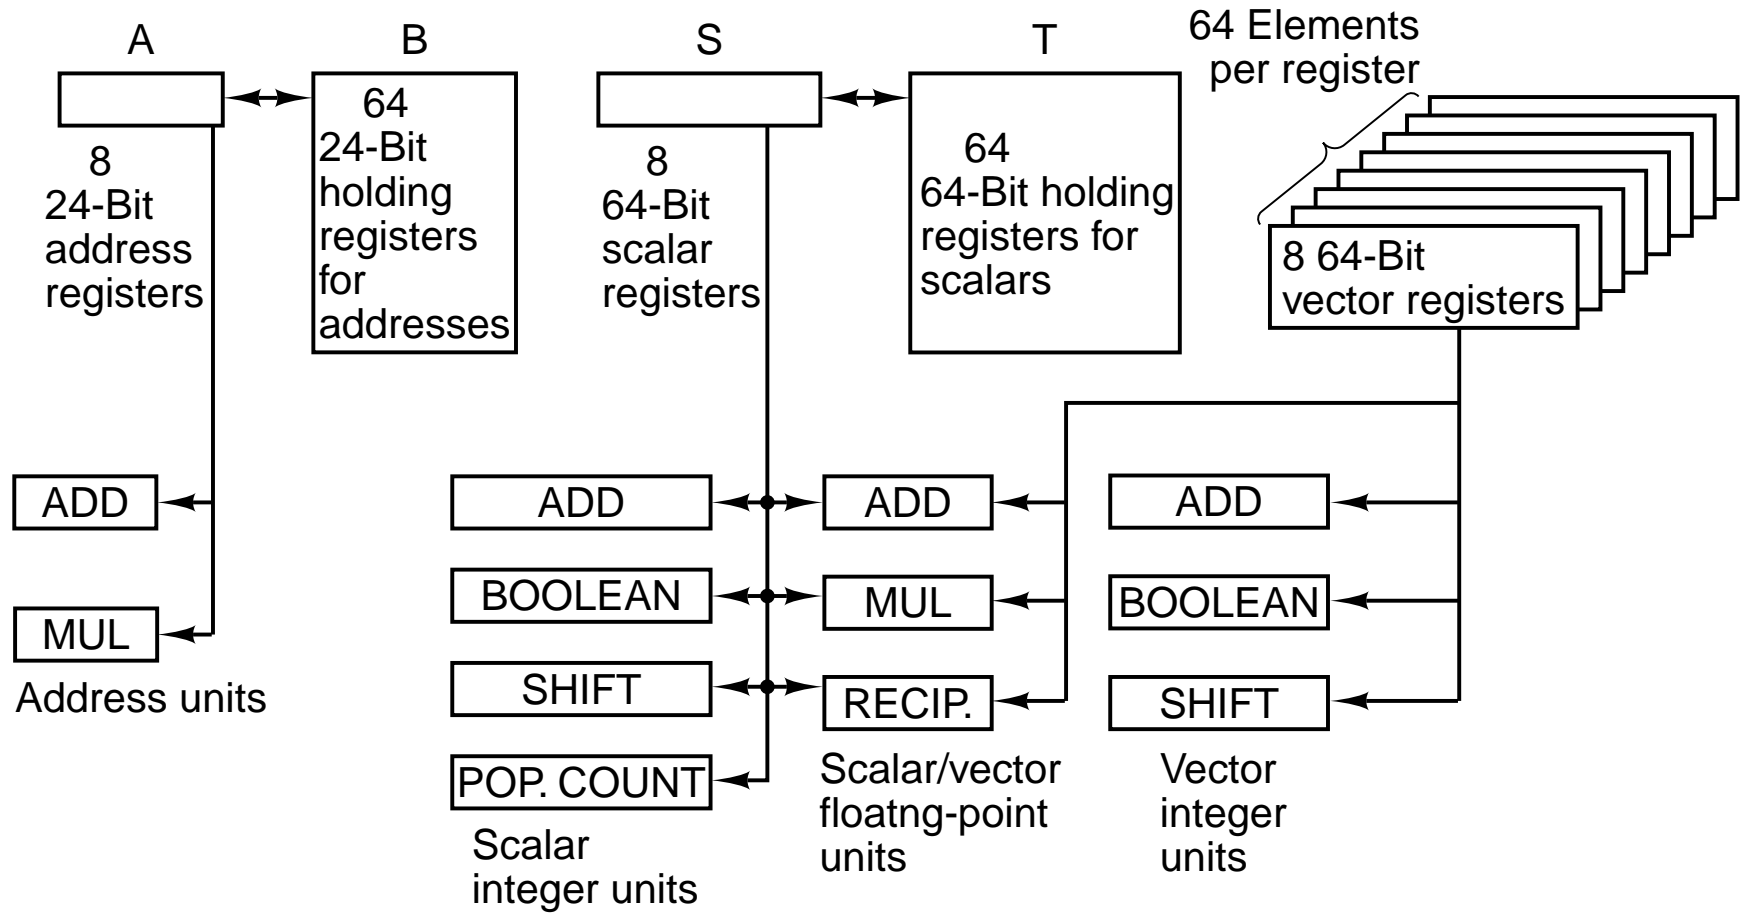 A
B
S
T
64 Elements
per register
64
24-Bit
holding
registers
for
addresses
8
24-Bit
address
registers
8
64-Bit
scalar
registers
64
64-Bit holding
registers for
scalars
8 64-Bit
vector registers
ADD
MUL
Address units
ADD
BOOLEAN
SHIFT
POP. COUNT
Scalar
integer units
ADD
MUL
RECIP.
Scalar/vector
floatng-point
units
ADD
BOOLEAN
SHIFT
Vector
integer
units